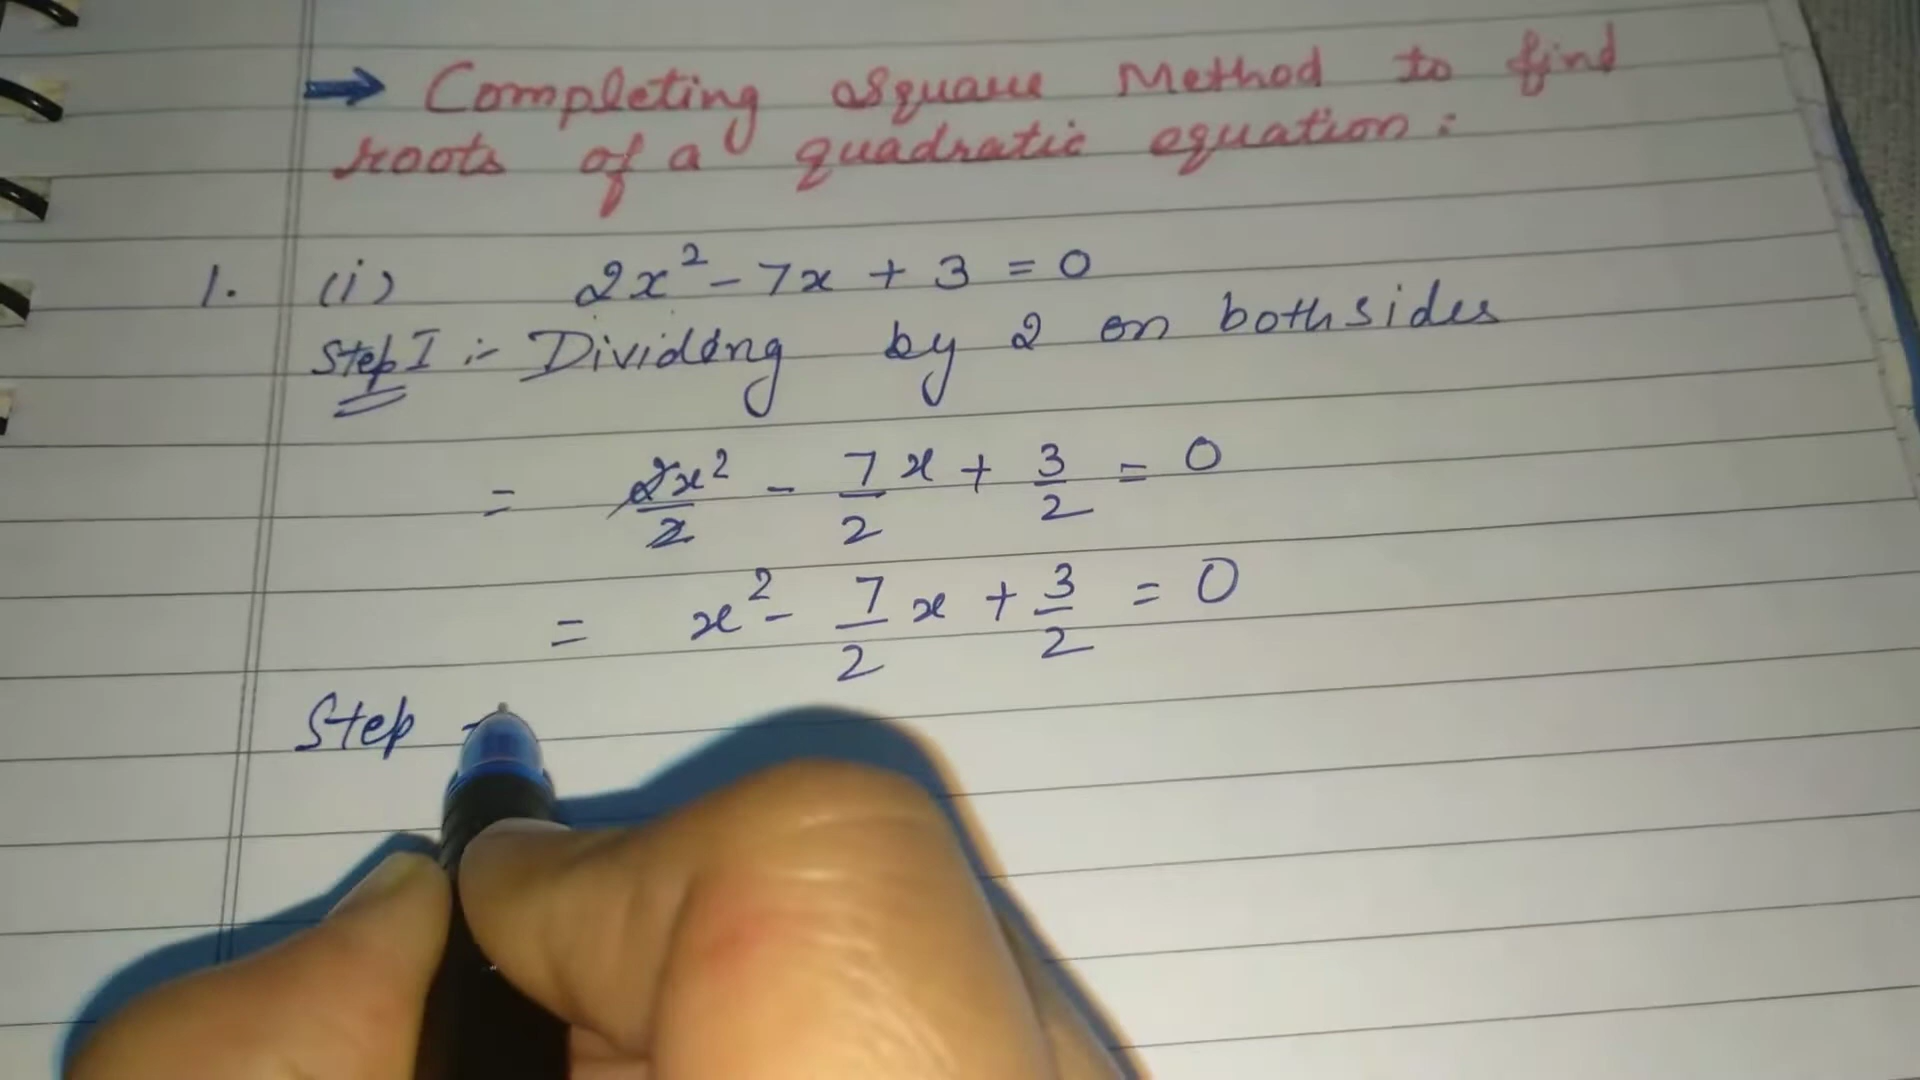 → Completing Square Method to find
roots of a quadratic equation:
1. (i) 2x² - 7x + 3 = 0
Step I :- Dividing by 2 on both sides
= 2x²/2 - 7/2 x + 3/2 = 0
= x² - 7/2 x + 3/2 = 0
Step